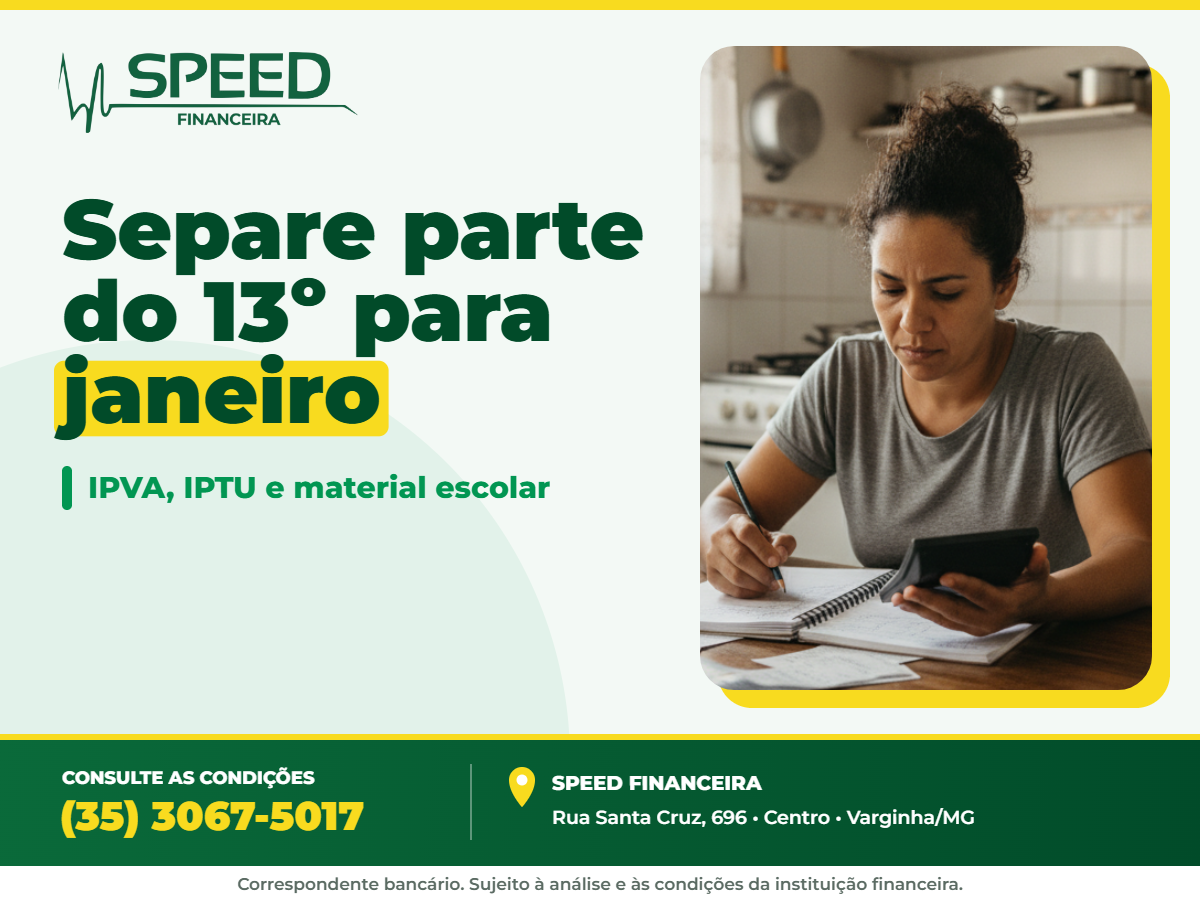 SPEED
FINANCEIRA
Separe parte
do 13º para
janeiro
IPVA, IPTU e material escolar
CONSULTE AS CONDIÇÕES
(35) 3067-5017
SPEED FINANCEIRA
Rua Santa Cruz, 696 • Centro • Varginha/MG
Correspondente bancário. Sujeito à análise e às condições da instituição financeira.